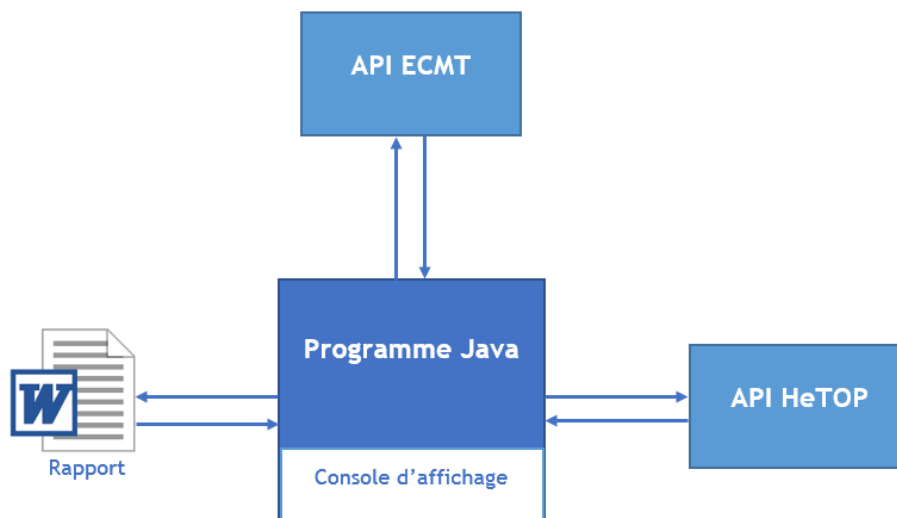 API ECMT
Programme Java
API HeTOP
W
Rapport
Console d'affichage